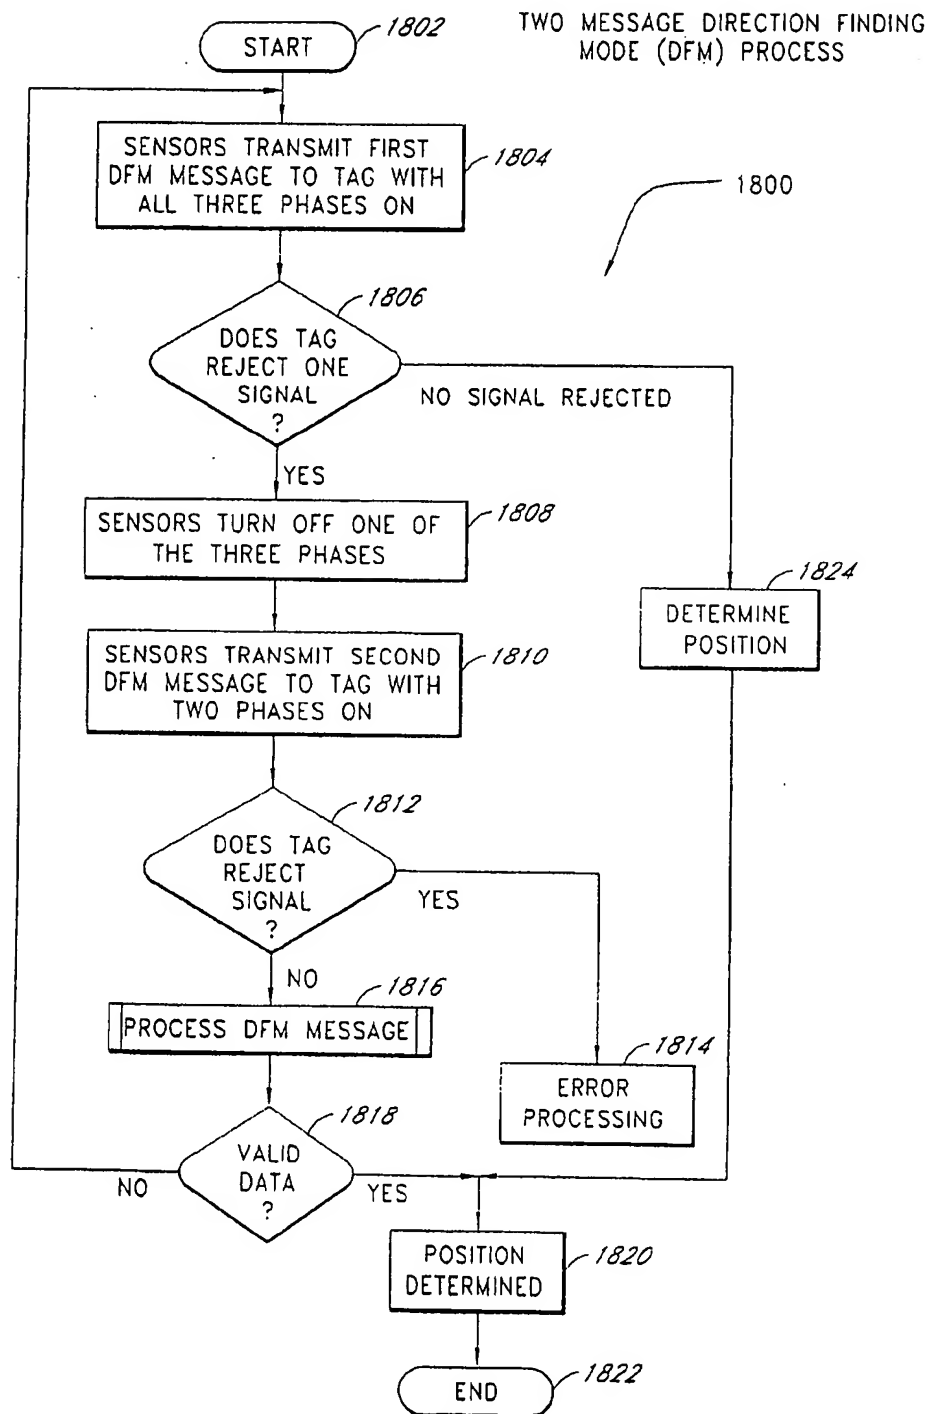 TWO MESSAGE DIRECTION FINDING
MODE (DFM) PROCESS
START
1802
SENSORS TRANSMIT FIRST
DFM MESSAGE TO TAG WITH
ALL THREE PHASES ON
1804
1800
1806
DOES TAG
REJECT ONE
SIGNAL
?
NO SIGNAL REJECTED
YES
SENSORS TURN OFF ONE OF
THE THREE PHASES
1808
1824
DETERMINE
POSITION
SENSORS TRANSMIT SECOND
DFM MESSAGE TO TAG WITH
TWO PHASES ON
1810
1812
DOES TAG
REJECT
SIGNAL
?
YES
NO
1816
PROCESS DFM MESSAGE
1814
ERROR
PROCESSING
1818
VALID
DATA
?
NO
YES
POSITION
DETERMINED
1820
END
1822